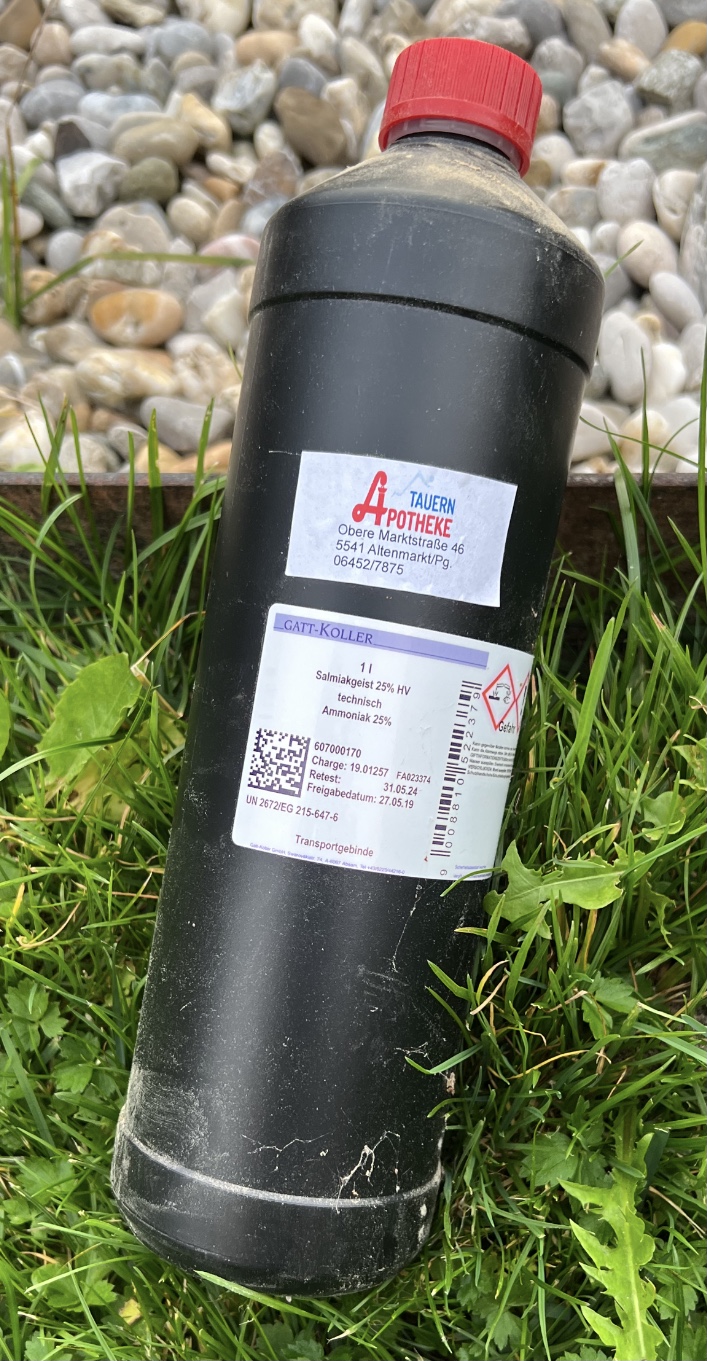 TAUERN
APOTHEKE
Obere Marktstraße 46
5541 Altenmarkt/Pg.
06452/7875
GATT-KOLLER
1 l
Salmiakgeist 25% HV
technisch
Ammoniak 25%
Gefahr
607000170
Charge: 19.01257 FA023374
Retest: 31.05.24
Freigabedatum: 27.05.19
UN 2672/EG 215-647-6
Transportgebinde
9008810522379